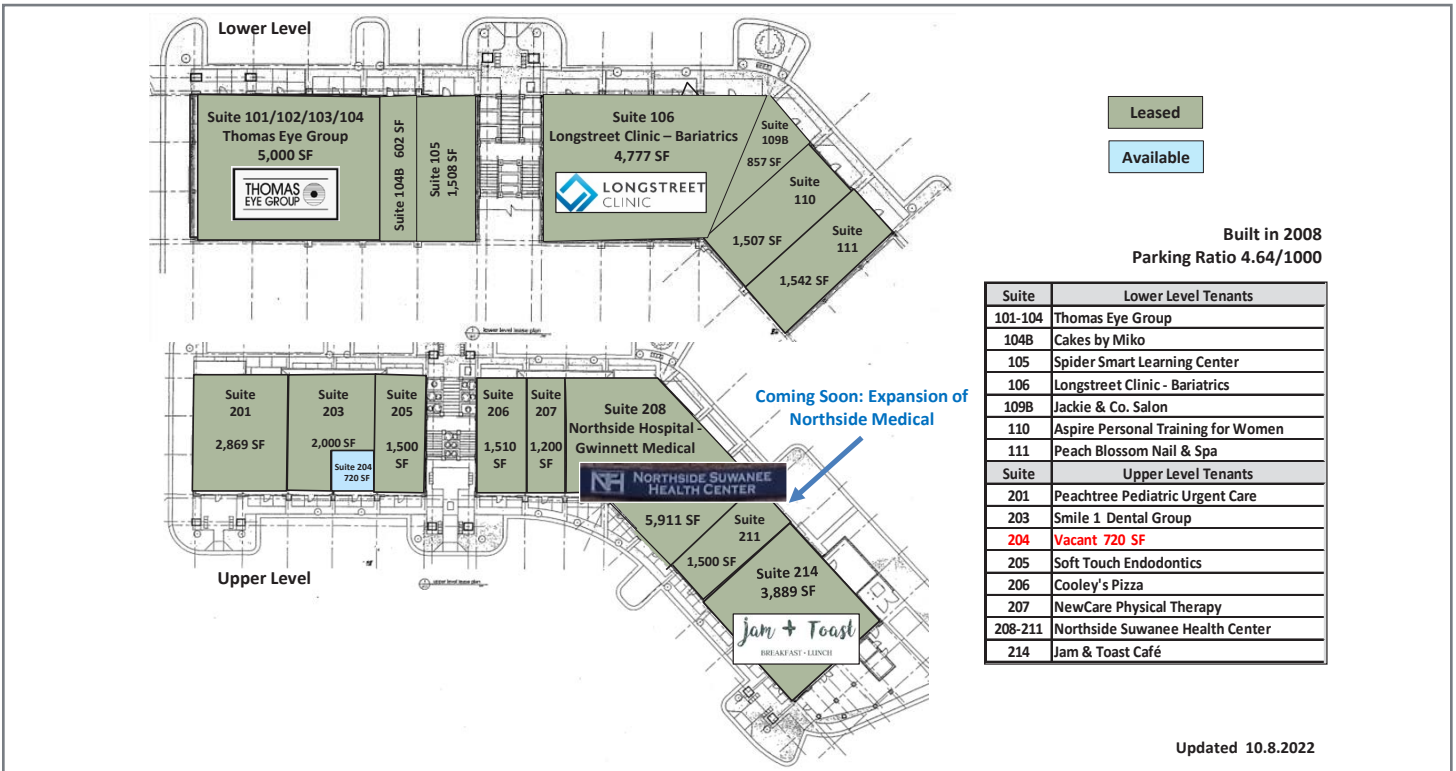 Lower Level
Suite 101/102/103/104
Thomas Eye Group
5,000 SF
THOMAS
EYE GROUP
Suite 104B 602 SF
Suite 105
1,508 SF
Suite 106
Longstreet Clinic – Bariatrics
4,777 SF
LONGSTREET
CLINIC
Suite
109B
857 SF
Suite
110
1,507 SF
Suite
111
1,542 SF
lower level lease plan
Leased
Available
Built in 2008
Parking Ratio 4.64/1000
Suite Lower Level Tenants
101-104 Thomas Eye Group
104B Cakes by Miko
105 Spider Smart Learning Center
106 Longstreet Clinic - Bariatrics
109B Jackie & Co. Salon
110 Aspire Personal Training for Women
111 Peach Blossom Nail & Spa
Suite Upper Level Tenants
201 Peachtree Pediatric Urgent Care
203 Smile 1 Dental Group
204 Vacant 720 SF
205 Soft Touch Endodontics
206 Cooley's Pizza
207 NewCare Physical Therapy
208-211 Northside Suwanee Health Center
214 Jam & Toast Café
Suite
201
2,869 SF
Suite
203
2,000 SF
Suite 204
720 SF
Suite
205
1,500
SF
Suite
206
1,510
SF
Suite
207
1,200
SF
Suite 208
Northside Hospital -
Gwinnett Medical
NORTHSIDE SUWANEE
HEALTH CENTER
5,911 SF
Coming Soon: Expansion of
Northside Medical
Suite
211
1,500 SF
Suite 214
3,889 SF
Jam + Toast
BREAKFAST • LUNCH
Upper Level
upper level lease plan
Updated 10.8.2022